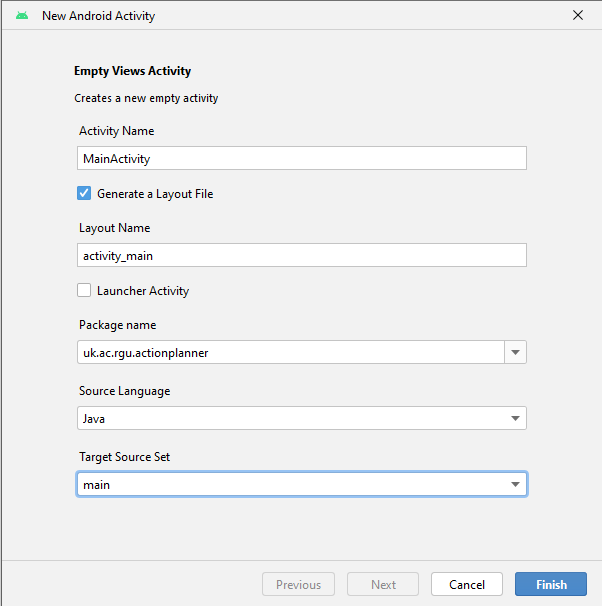 New Android Activity
Empty Views Activity
Creates a new empty activity
Activity Name
MainActivity
Generate a Layout File
Layout Name
activity_main
Launcher Activity
Package name
uk.ac.rgu.actionplanner
Source Language
Java
Target Source Set
main
Previous Next Cancel Finish